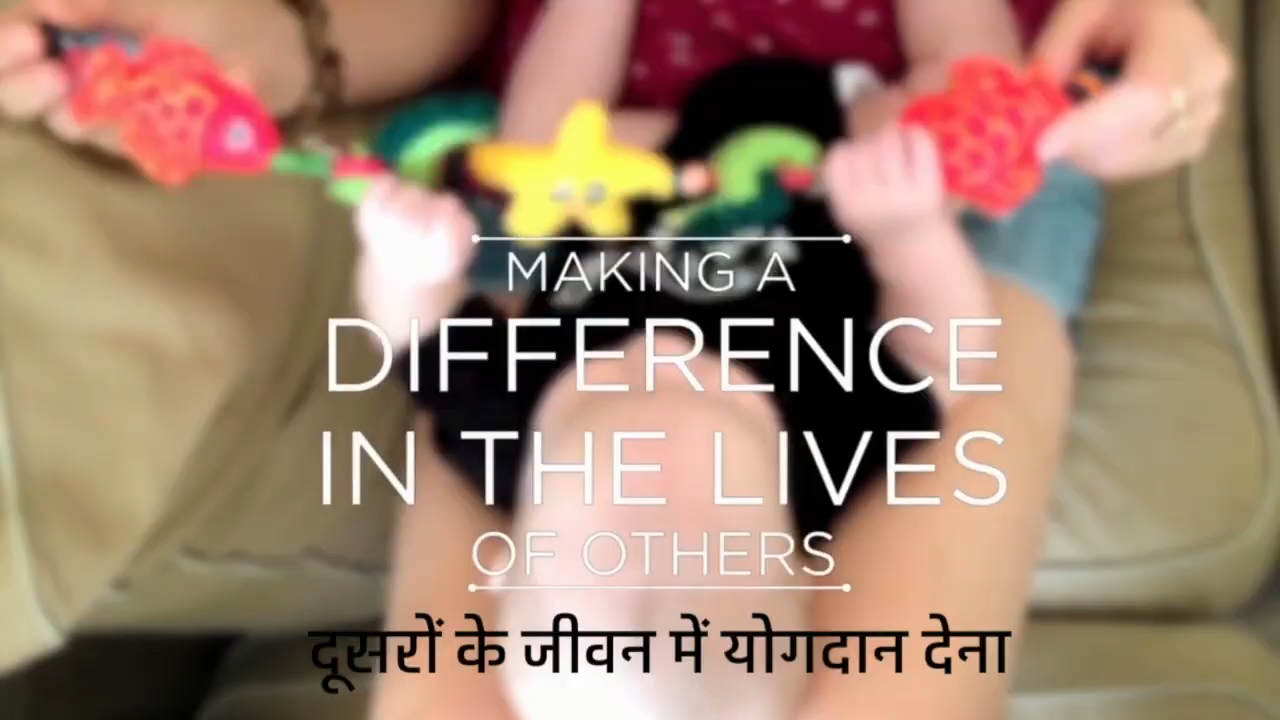 MAKING A
DIFFERENCE
IN THE LIVES
OF OTHERS
दूसरों के जीवन में योगदान देना